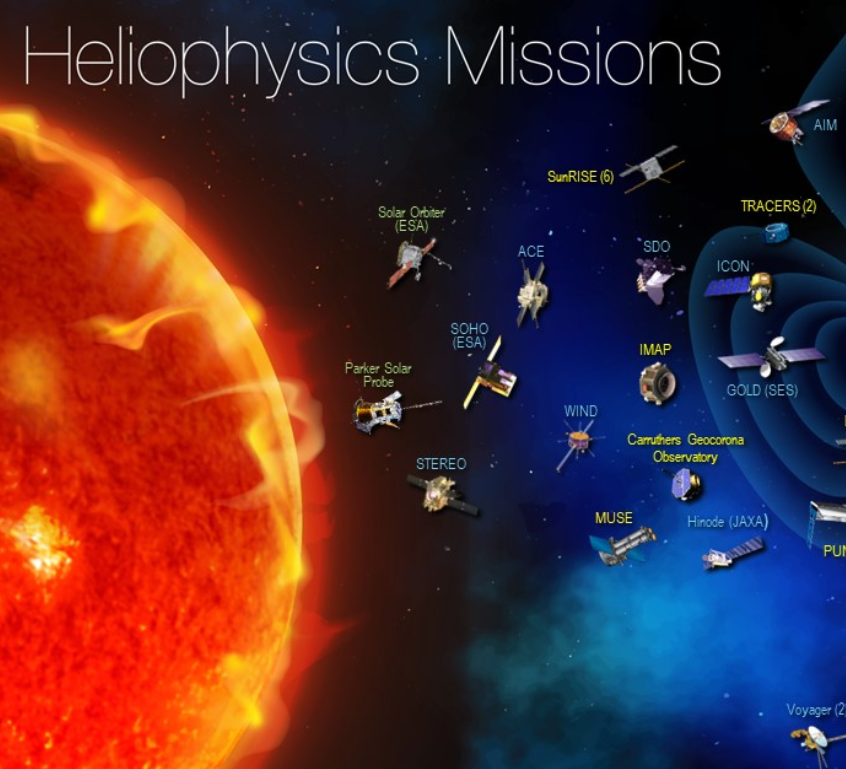 Heliophysics Missions
AIM
SunRISE (6)
TRACERS (2)
Solar Orbiter
(ESA)
ACE
SDO
ICON
SOHO
(ESA)
IMAP
Parker Solar
Probe
GOLD (SES)
WIND
Carruthers Geocorona
Observatory
STEREO
MUSE
Hinode (JAXA)
PUN
Voyager (2